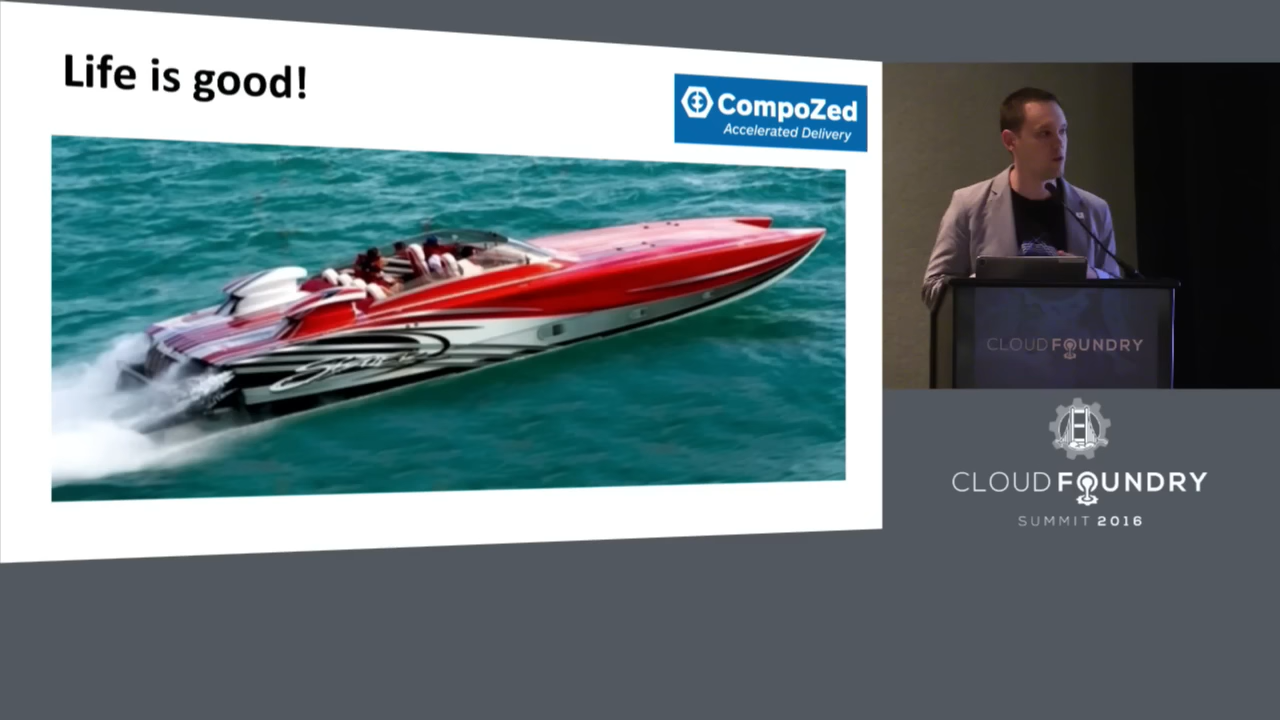 Life is good!
CompoZed
Accelerated Delivery
CLOUD FOUNDRY
CLOUD FOUNDRY
SUMMIT 2016